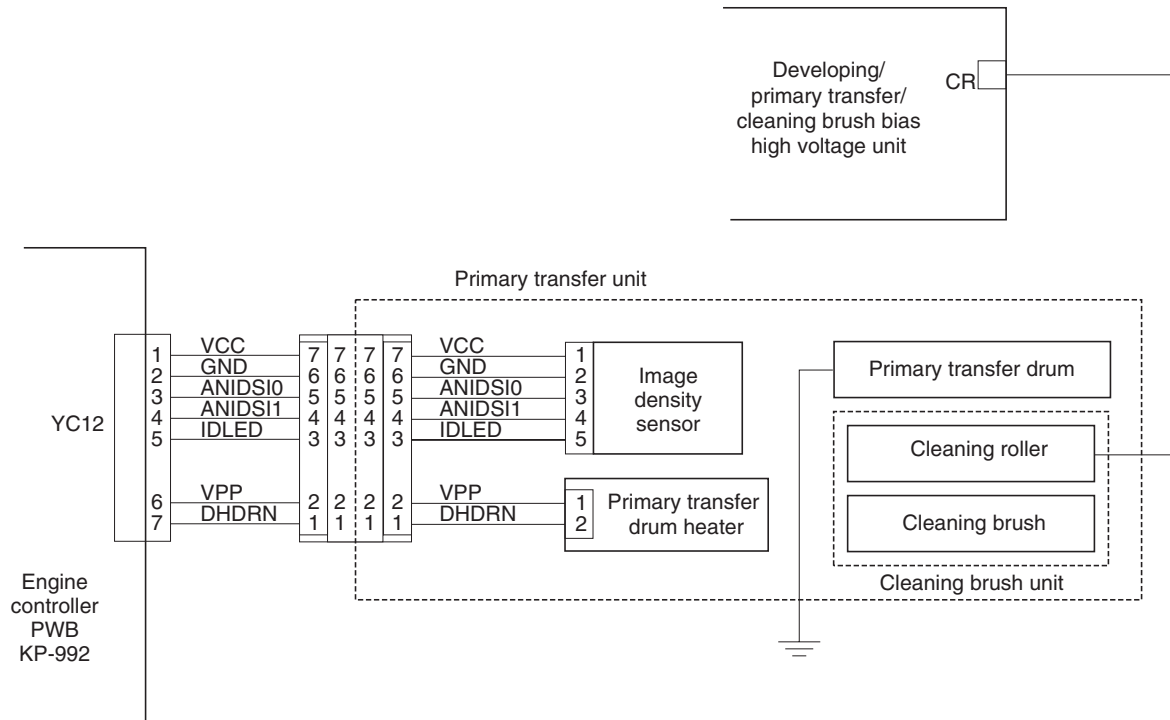 Developing/
primary transfer/
cleaning brush bias
high voltage unit
CR
Primary transfer unit
YC12
1 VCC 7 7 7 7 VCC 1
2 GND 6 6 6 6 GND 2
3 ANIDSI0 5 5 5 5 ANIDSI0 3
4 ANIDSI1 4 4 4 4 ANIDSI1 4
5 IDLED 3 3 3 3 IDLED 5
Image
density
sensor
6 VPP 2 2 2 2 VPP 1
7 DHDRN 1 1 1 1 DHDRN 2
Primary transfer
drum heater
Primary transfer drum
Cleaning roller
Cleaning brush
Cleaning brush unit
Engine
controller
PWB
KP-992